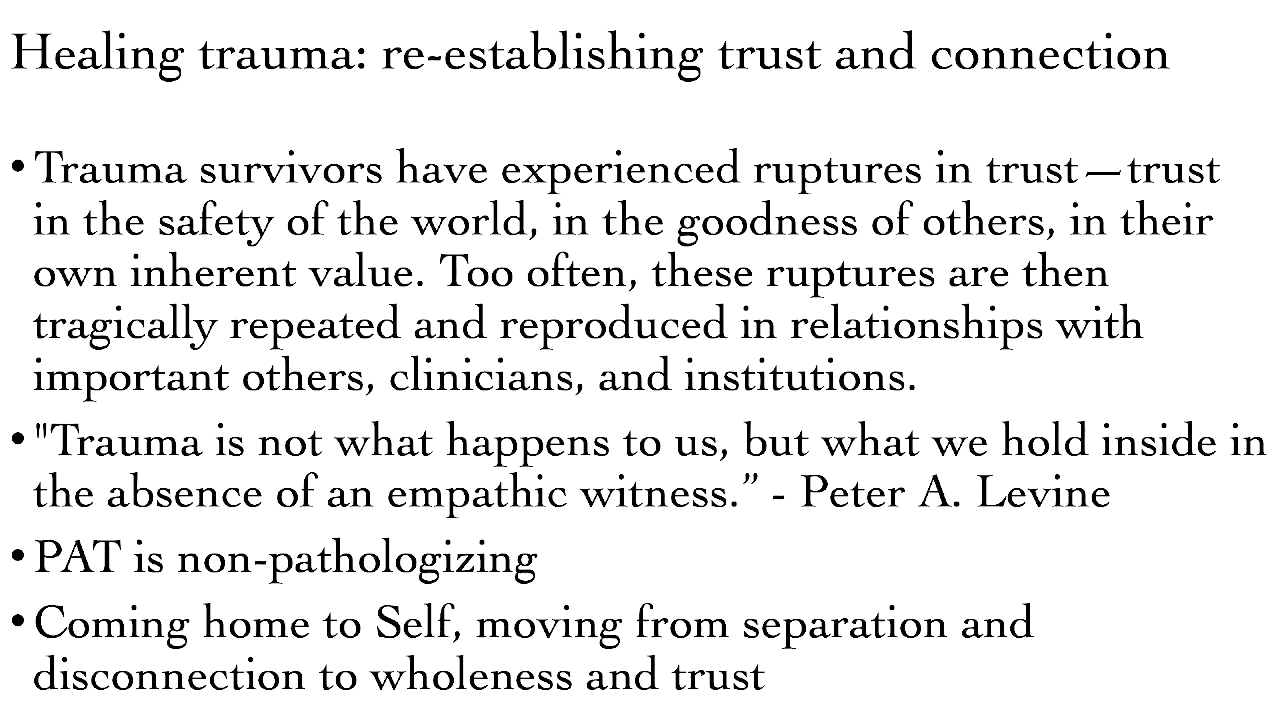 Healing trauma: re-establishing trust and connection
• Trauma survivors have experienced ruptures in trust—trust
in the safety of the world, in the goodness of others, in their
own inherent value. Too often, these ruptures are then
tragically repeated and reproduced in relationships with
important others, clinicians, and institutions.
• "Trauma is not what happens to us, but what we hold inside in
the absence of an empathic witness.” - Peter A. Levine
• PAT is non-pathologizing
• Coming home to Self, moving from separation and
disconnection to wholeness and trust